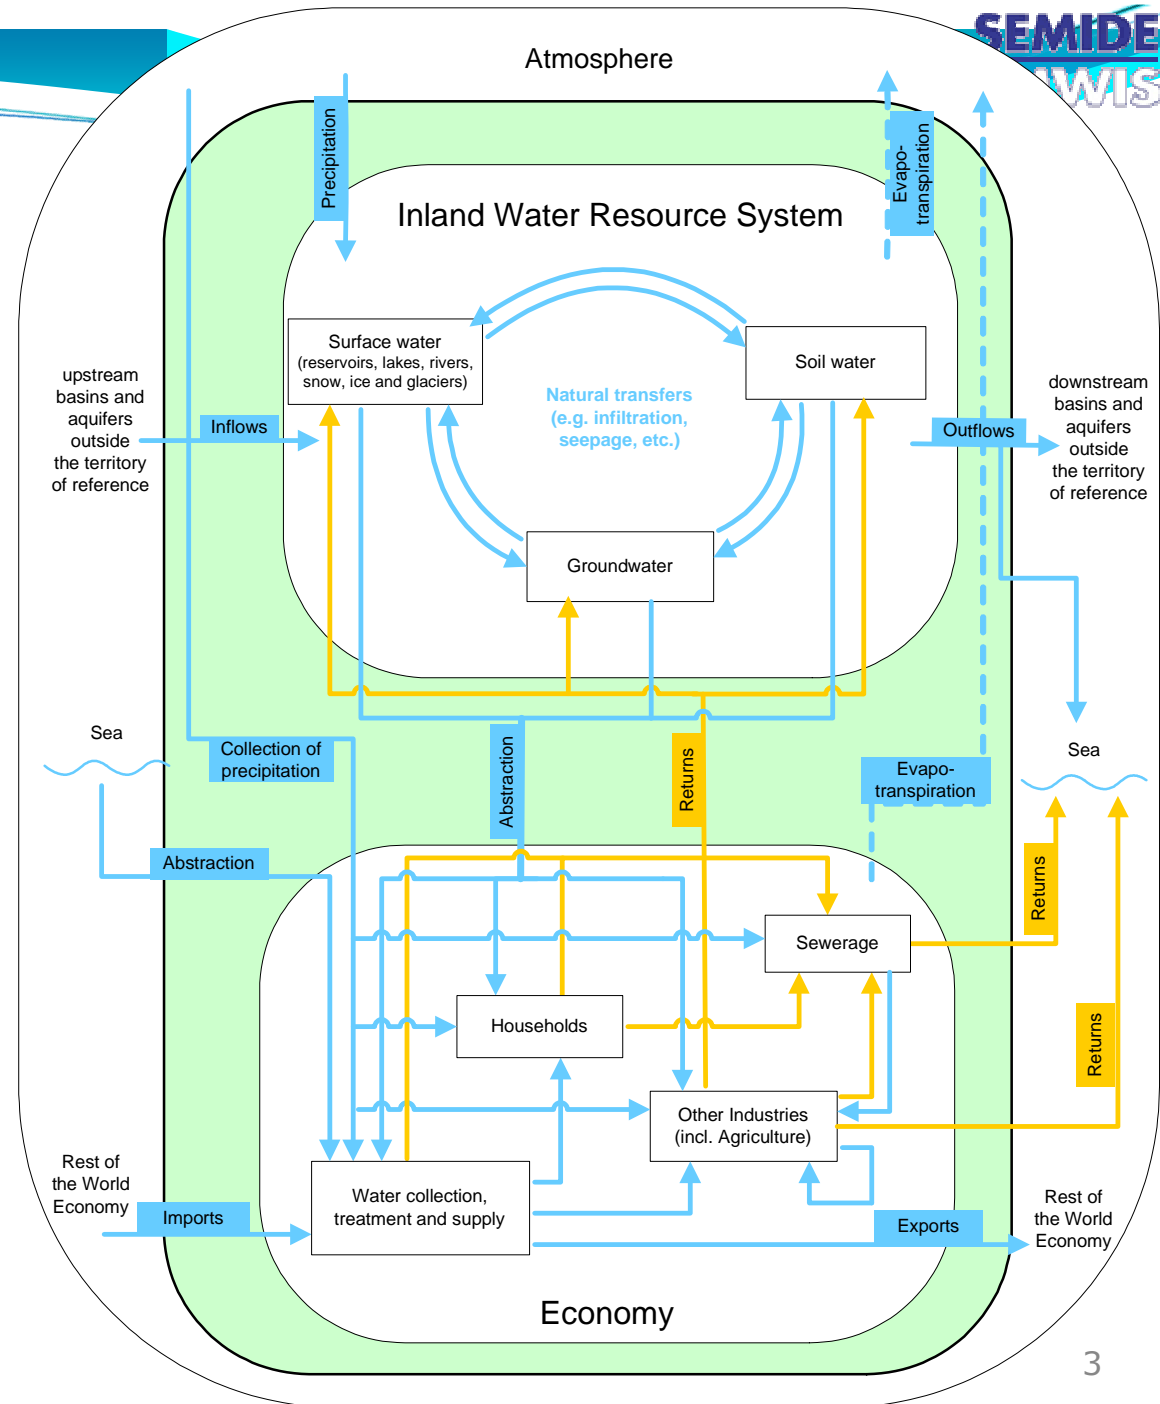 SEMIDE
Atmosphere
Precipitation
Evapo-
transpiration
Inland Water Resource System
Surface water
(reservoirs, lakes, rivers,
snow, ice and glaciers)
Soil water
Natural transfers
(e.g. infiltration,
seepage, etc.)
upstream
basins and
aquifers
outside
the territory
of reference
Inflows
Outflows
downstream
basins and
aquifers
outside
the territory
of reference
Groundwater
Sea
Collection of
precipitation
Abstraction
Returns
Evapo-
transpiration
Sea
Abstraction
Returns
Sewerage
Households
Returns
Other Industries
(incl. Agriculture)
Rest of
the World
Economy
Imports
Water collection,
treatment and supply
Exports
Rest of
the World
Economy
Economy
3